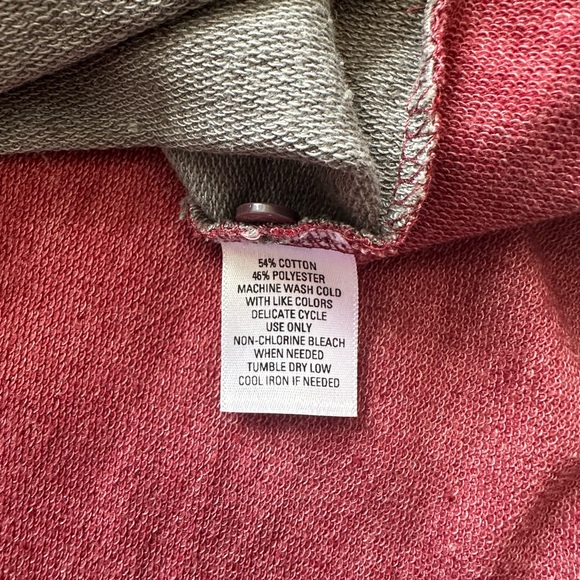 54% COTTON
46% POLYESTER
MACHINE WASH COLD
WITH LIKE COLORS
DELICATE CYCLE
USE ONLY
NON-CHLORINE BLEACH
WHEN NEEDED
TUMBLE DRY LOW
COOL IRON IF NEEDED